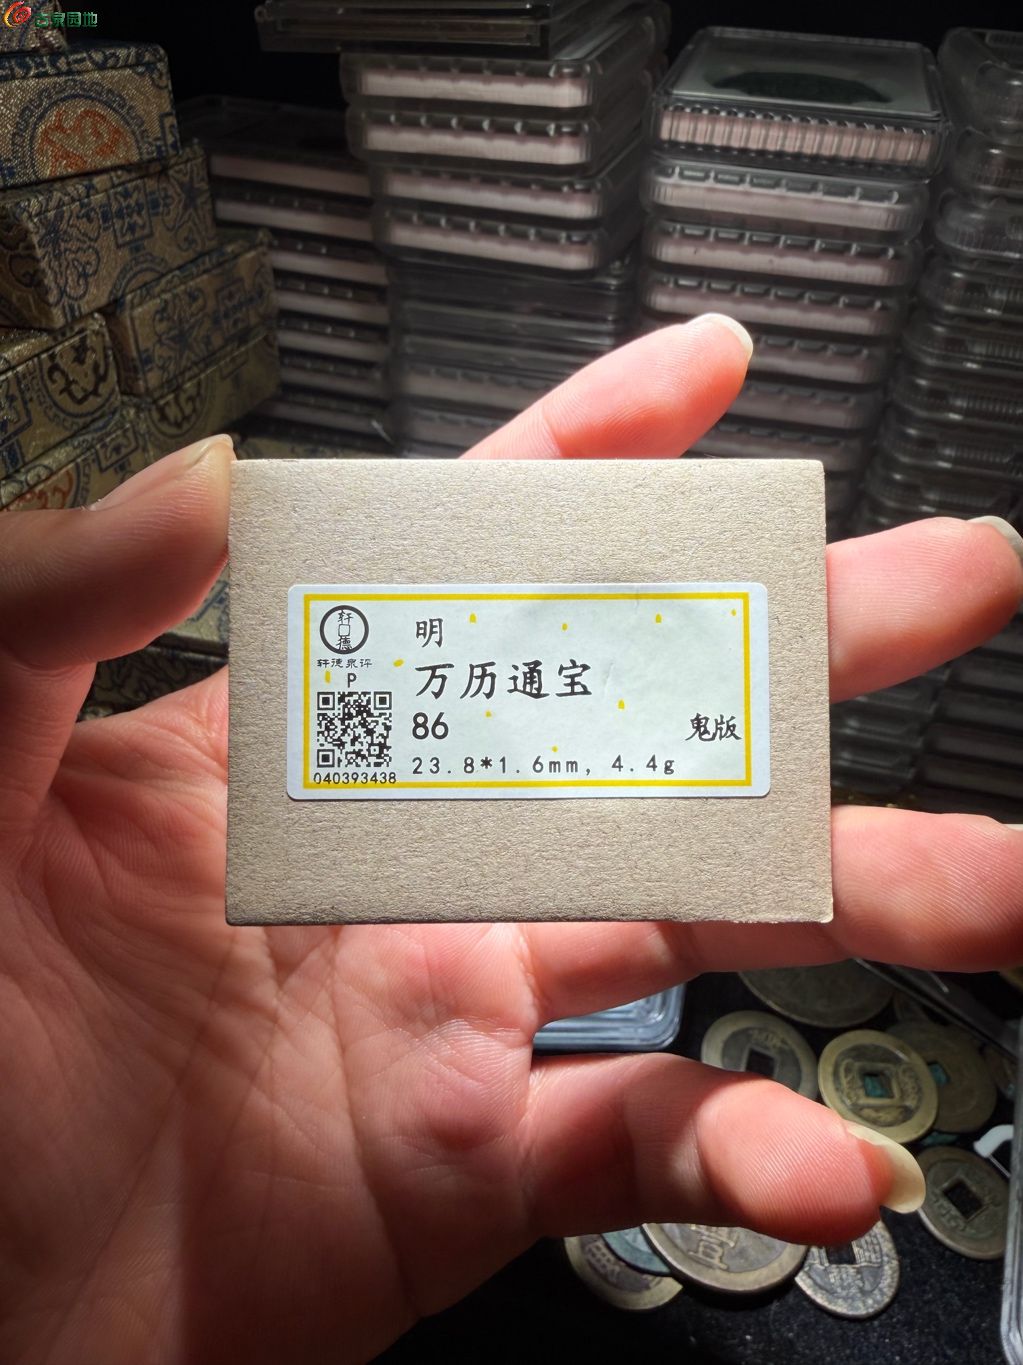 古泉园地
轩德
轩德泉评
P
040393438
明
万历通宝
86
鬼版
23.8*1.6mm, 4.4g